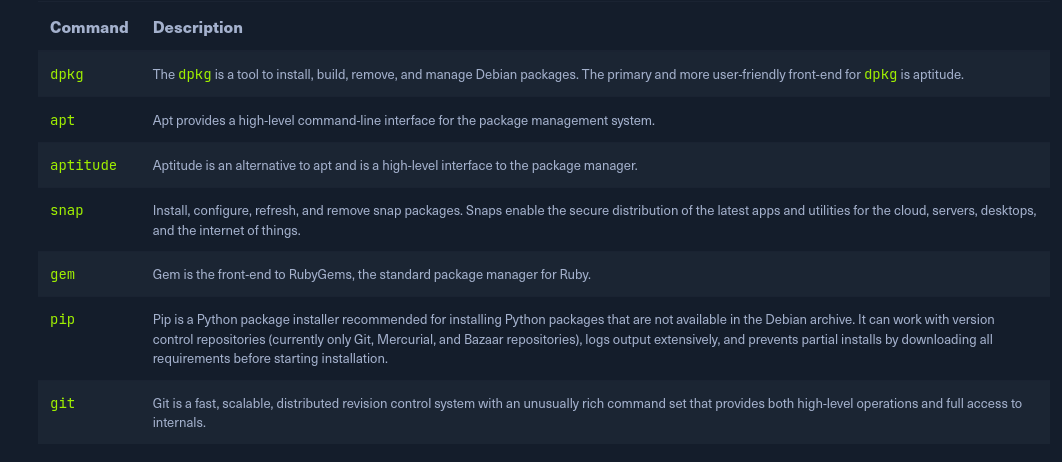 Command Description
dpkg The dpkg is a tool to install, build, remove, and manage Debian packages. The primary and more user-friendly front-end for dpkg is aptitude.
apt Apt provides a high-level command-line interface for the package management system.
aptitude Aptitude is an alternative to apt and is a high-level interface to the package manager.
snap Install, configure, refresh, and remove snap packages. Snaps enable the secure distribution of the latest apps and utilities for the cloud, servers, desktops,
and the internet of things.
gem Gem is the front-end to RubyGems, the standard package manager for Ruby.
pip Pip is a Python package installer recommended for installing Python packages that are not available in the Debian archive. It can work with version
control repositories (currently only Git, Mercurial, and Bazaar repositories), logs output extensively, and prevents partial installs by downloading all
requirements before starting installation.
git Git is a fast, scalable, distributed revision control system with an unusually rich command set that provides both high-level operations and full access to
internals.